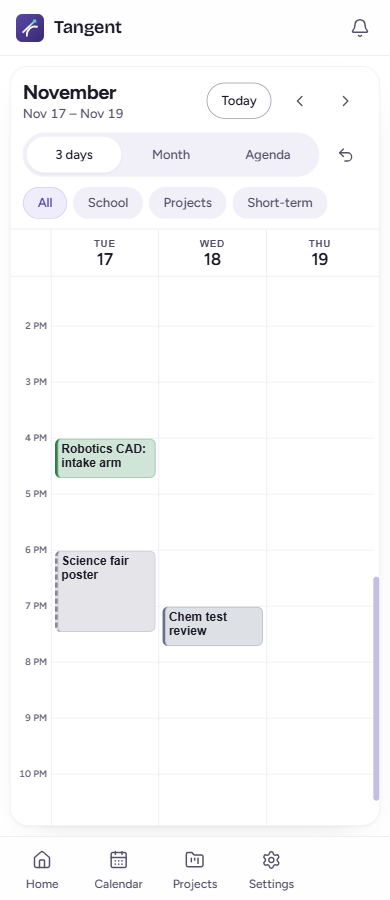 Tangent
November
Nov 17 – Nov 19
Today
3 days
Month
Agenda
All
School
Projects
Short-term
TUE
17
WED
18
THU
19
2 PM
3 PM
4 PM
Robotics CAD:
intake arm
5 PM
6 PM
Science fair
poster
7 PM
Chem test
review
8 PM
9 PM
10 PM
Home
Calendar
Projects
Settings